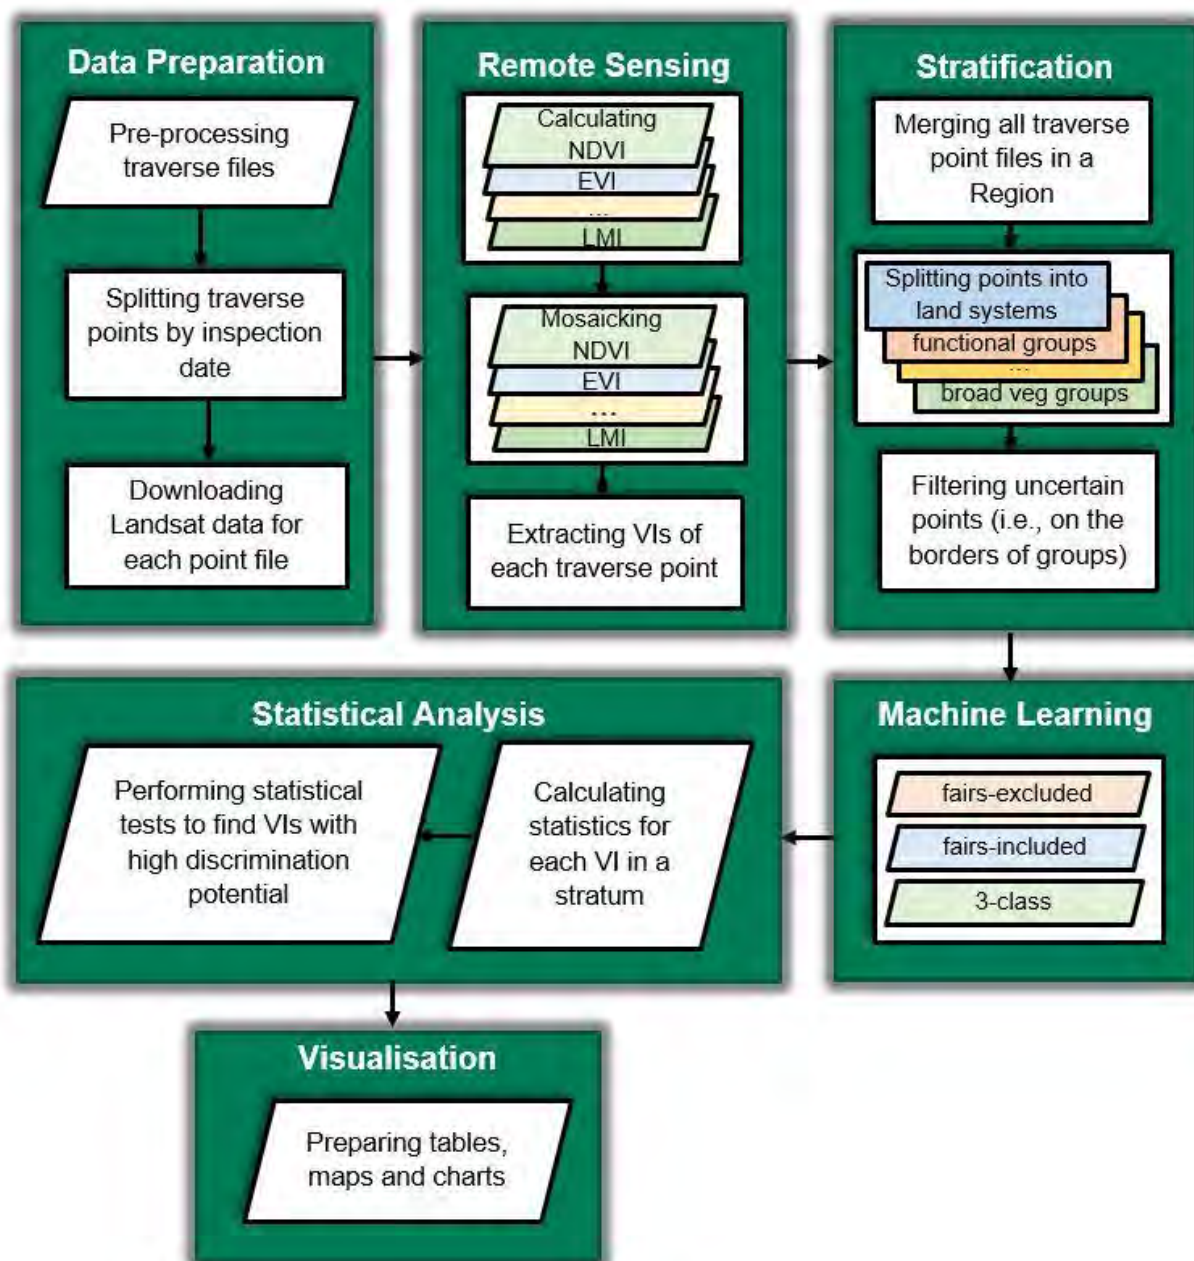 Data Preparation
Pre-processing
traverse files
Splitting traverse
points by inspection
date
Downloading
Landsat data for
each point file
Remote Sensing
Calculating
NDVI
EVI
...
LMI
Mosaicking
NDVI
EVI
...
LMI
Extracting VIs of
each traverse point
Stratification
Merging all traverse
point files in a
Region
Splitting points into
land systems
functional groups
...
broad veg groups
Filtering uncertain
points (i.e., on the
borders of groups)
Machine Learning
fairs-excluded
fairs-included
3-class
Statistical Analysis
Calculating
statistics for
each VI in a
stratum
Performing statistical
tests to find VIs with
high discrimination
potential
Visualisation
Preparing tables,
maps and charts